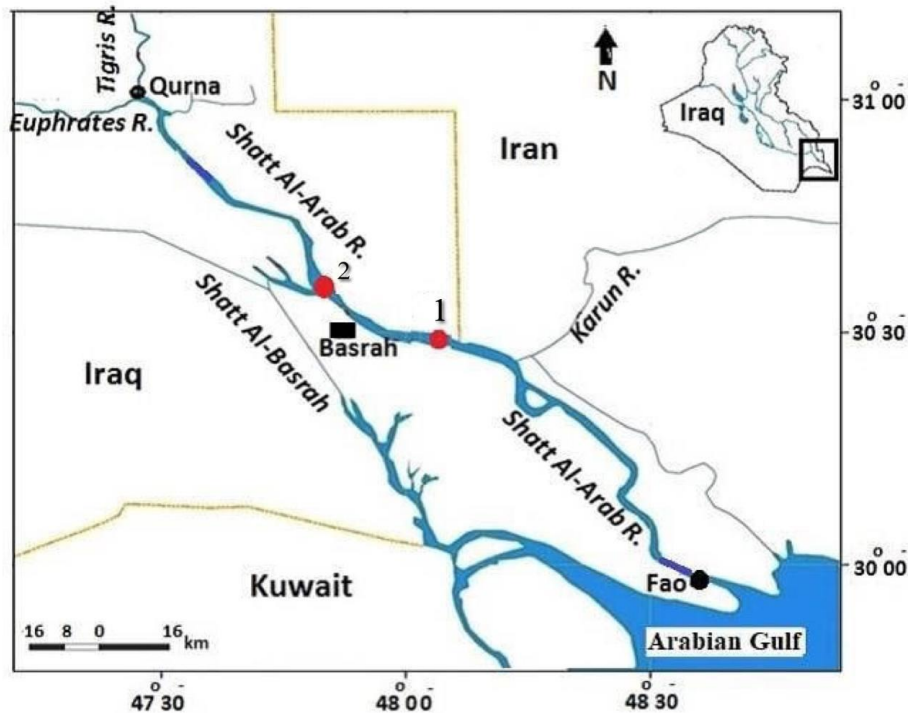 Tigris R.
Qurna
Euphrates R.
Shatt Al-Arab R.
N
Iran
Iraq
31° 00-
2
1
Basrah
Karun R.
30° 30-
Shatt Al-Basrah
Iraq
Shatt Al-Arab R.
30° 00-
Fao
Kuwait
Arabian Gulf
16 8 0 16 km
47° 30- 48° 00- 48° 30-